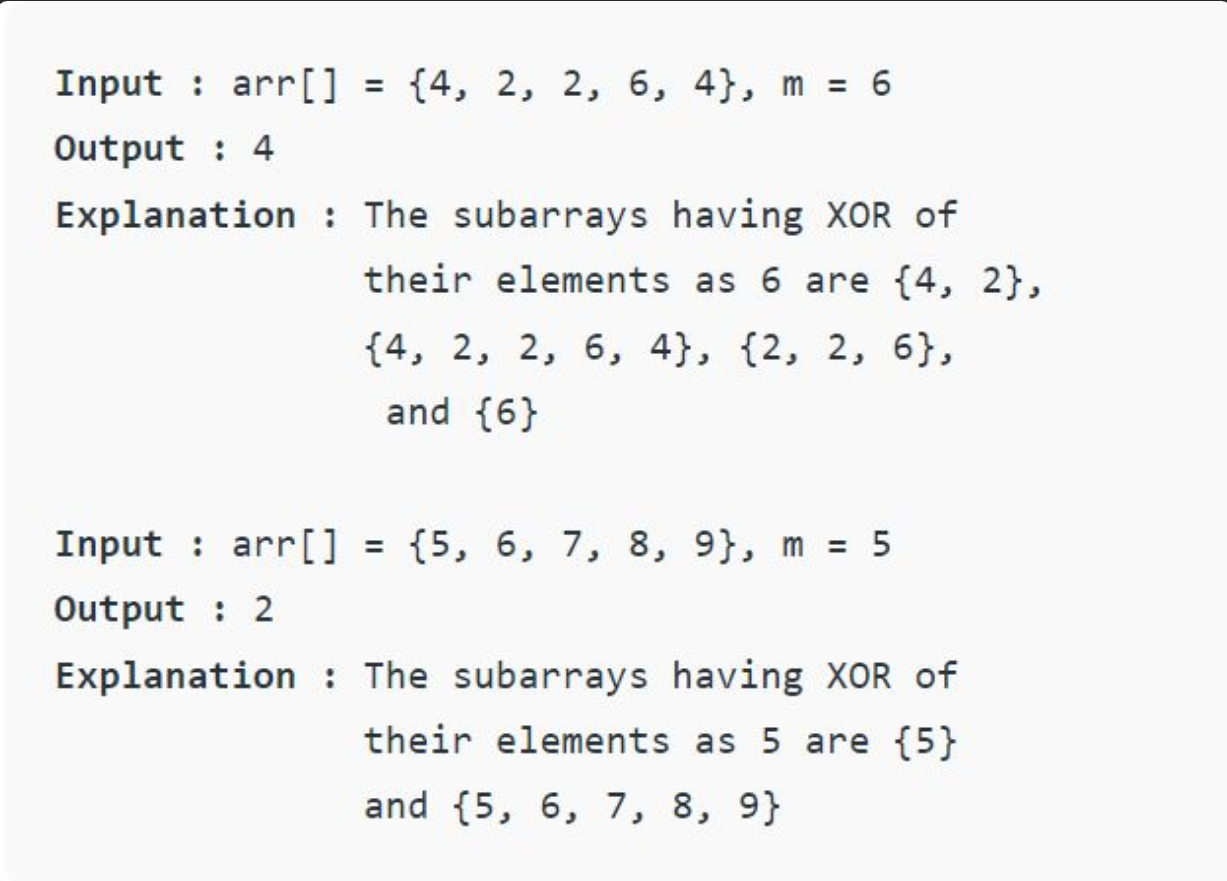 Input : arr[] = {4, 2, 2, 6, 4}, m = 6
Output : 4
Explanation : The subarrays having XOR of
their elements as 6 are {4, 2},
{4, 2, 2, 6, 4}, {2, 2, 6},
and {6}
Input : arr[] = {5, 6, 7, 8, 9}, m = 5
Output : 2
Explanation : The subarrays having XOR of
their elements as 5 are {5}
and {5, 6, 7, 8, 9}